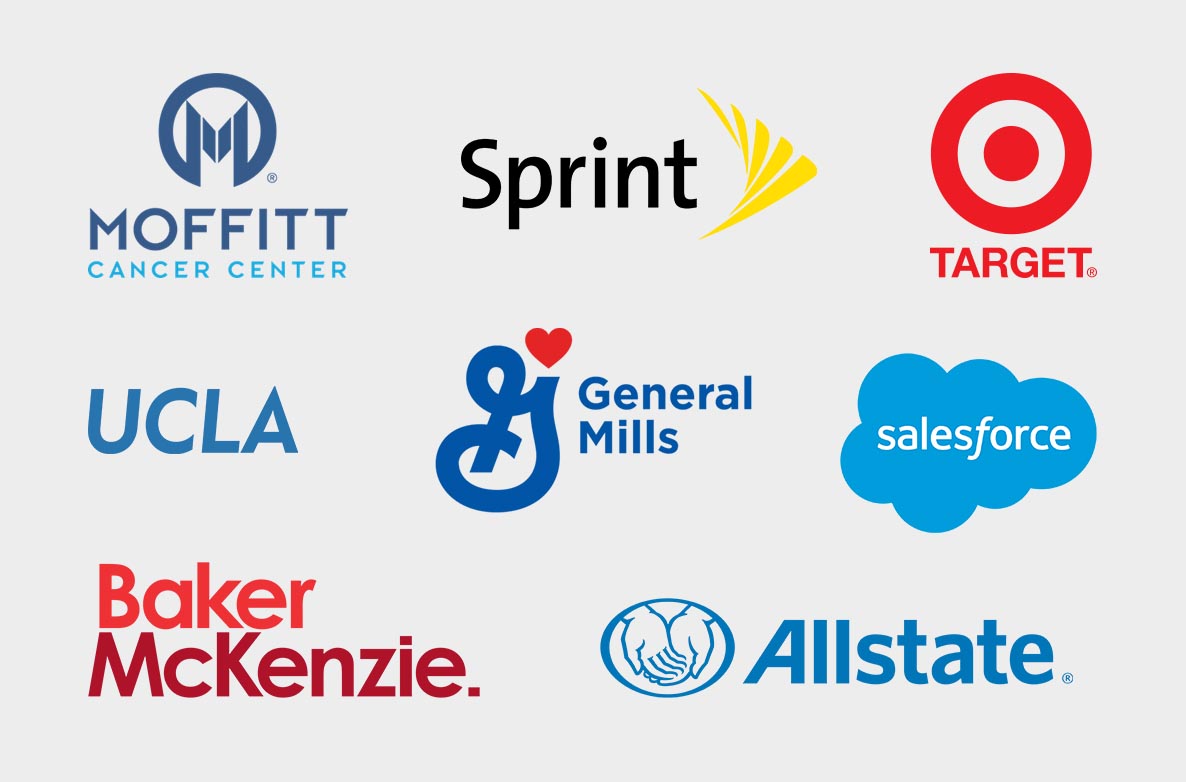 MOFFITT ®
CANCER CENTER
Sprint
TARGET®
UCLA
General
Mills
salesforce
Baker
McKenzie.
Allstate®